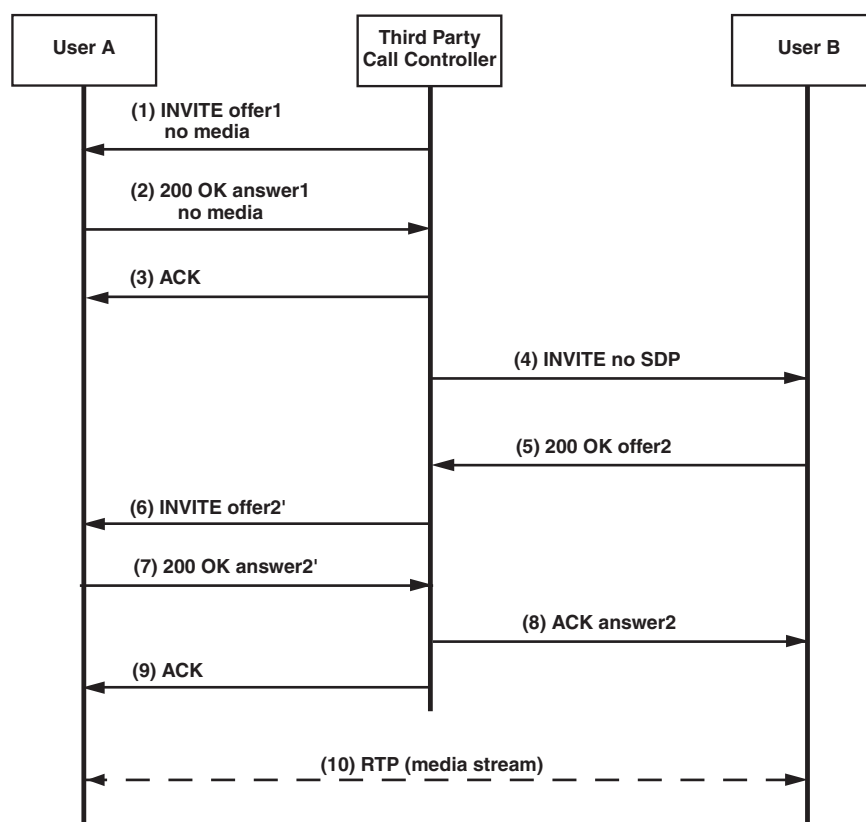 User A
Third Party
Call Controller
User B
(1) INVITE offer1
no media
(2) 200 OK answer1
no media
(3) ACK
(4) INVITE no SDP
(5) 200 OK offer2
(6) INVITE offer2'
(7) 200 OK answer2'
(8) ACK answer2
(9) ACK
(10) RTP (media stream)